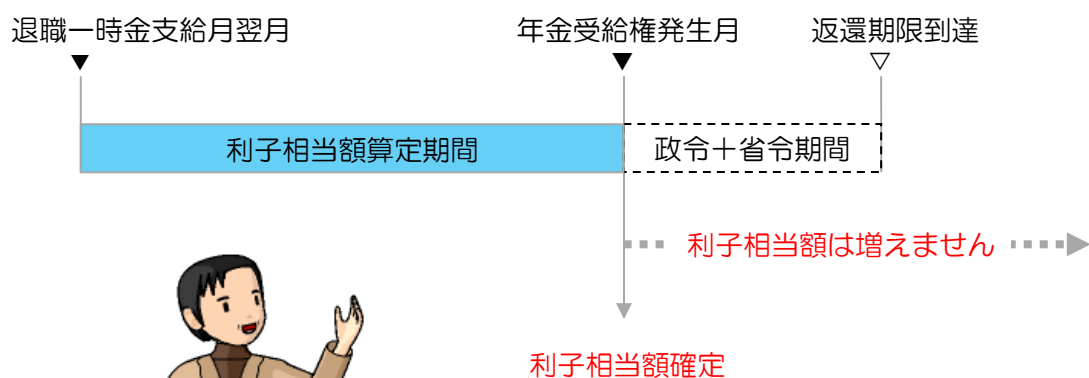 退職一時金支給月翌月
年金受給権発生月
返還期限到達
利子相当額算定期間
政令＋省令期間
利子相当額は増えません
利子相当額確定